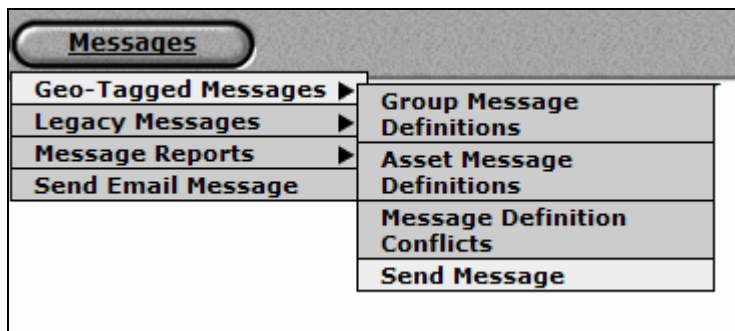 Messages
Geo-Tagged Messages
Legacy Messages
Message Reports
Send Email Message
Group Message
Definitions
Asset Message
Definitions
Message Definition
Conflicts
Send Message